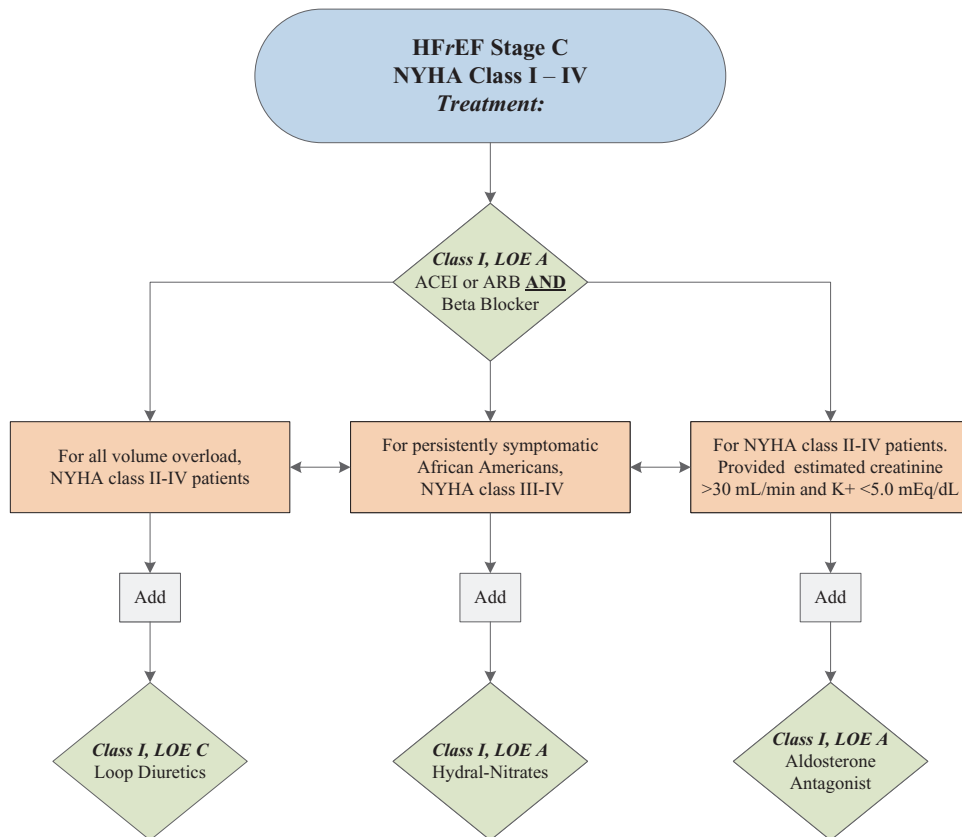 HFrEF Stage C
NYHA Class I – IV
Treatment:
Class I, LOE A
ACEI or ARB AND
Beta Blocker
For all volume overload,
NYHA class II-IV patients
For persistently symptomatic
African Americans,
NYHA class III-IV
For NYHA class II-IV patients.
Provided estimated creatinine
>30 mL/min and K+ <5.0 mEq/dL
Add
Add
Add
Class I, LOE C
Loop Diuretics
Class I, LOE A
Hydral-Nitrates
Class I, LOE A
Aldosterone
Antagonist